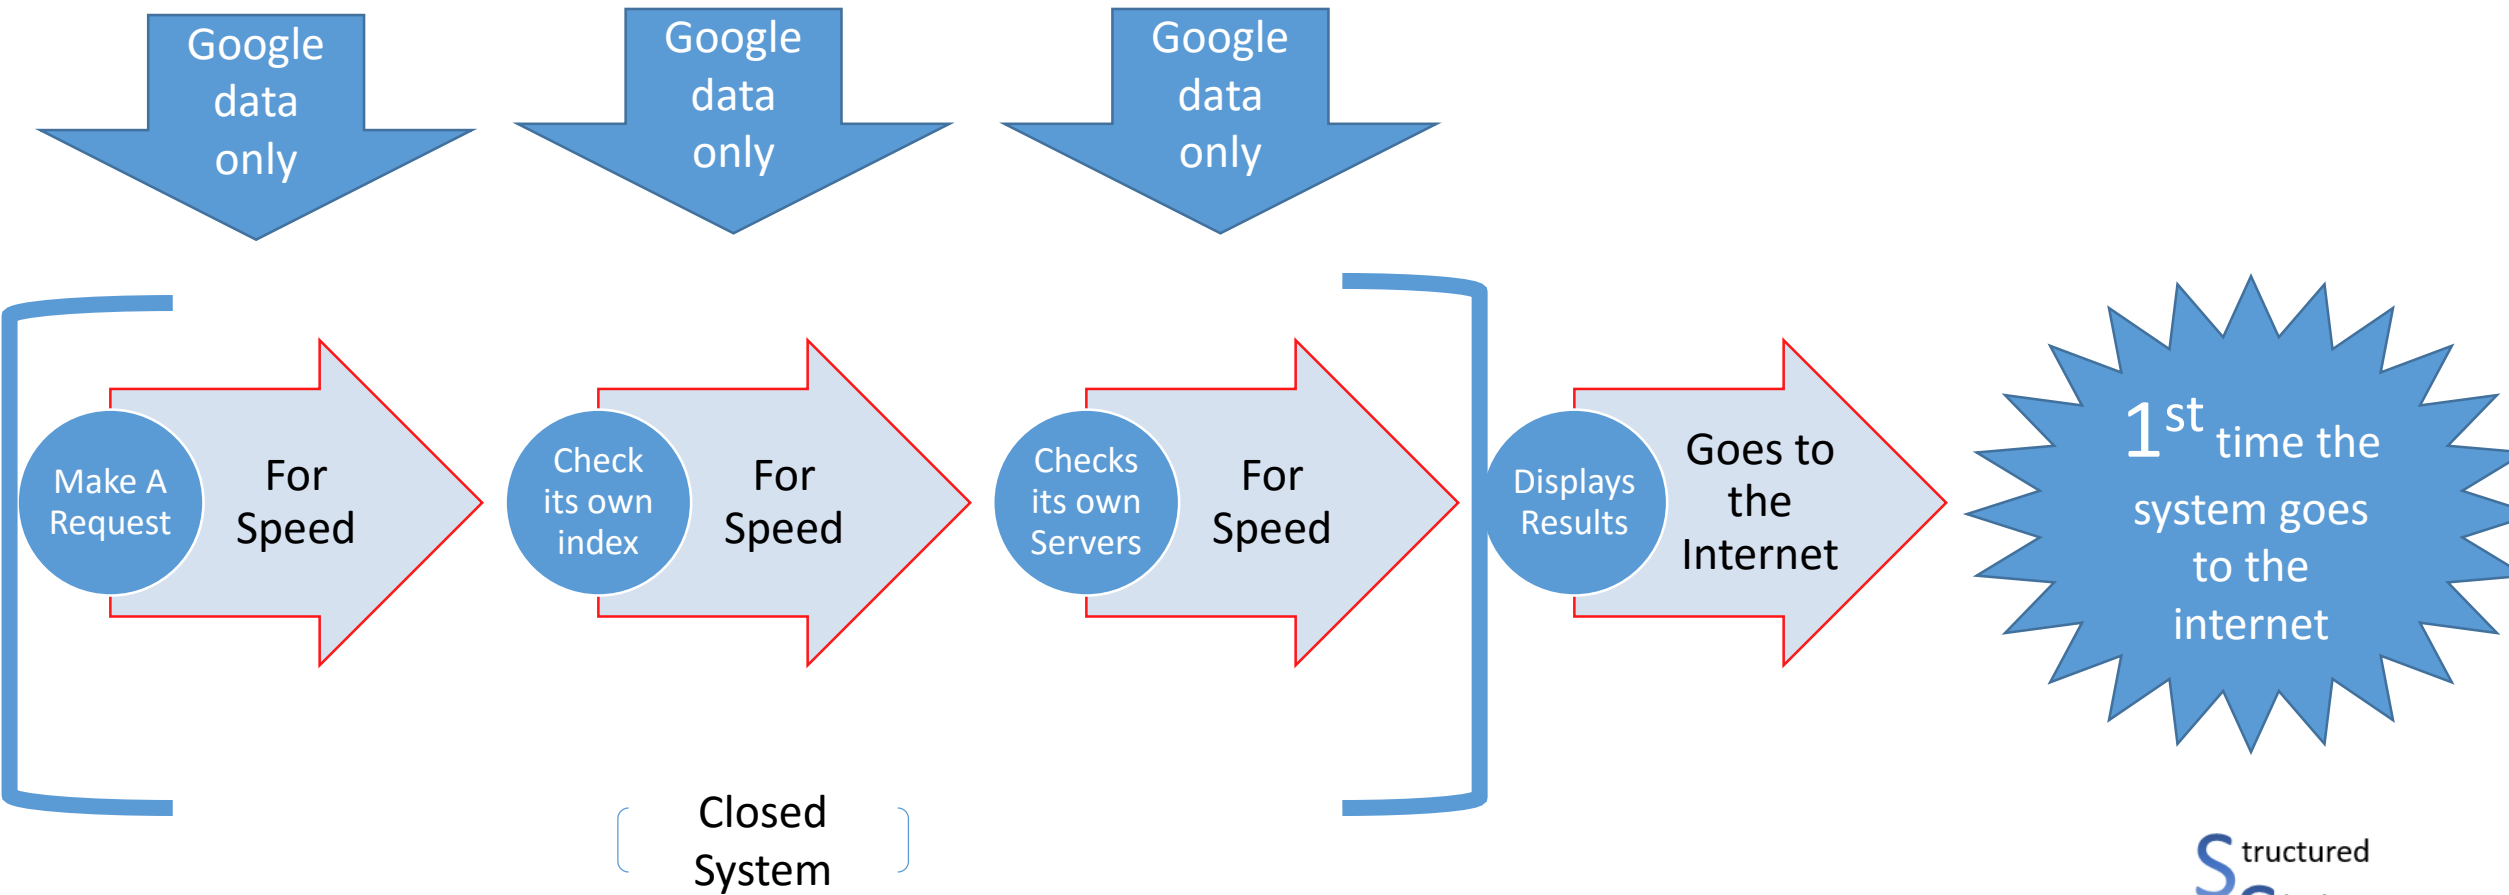 Google
data
only
Google
data
only
Google
data
only
Make A
Request
For
Speed
Check
its own
index
For
Speed
Checks
its own
Servers
For
Speed
Displays
Results
Goes to
the
Internet
1st time the
system goes
to the
internet
Closed
System
Structured